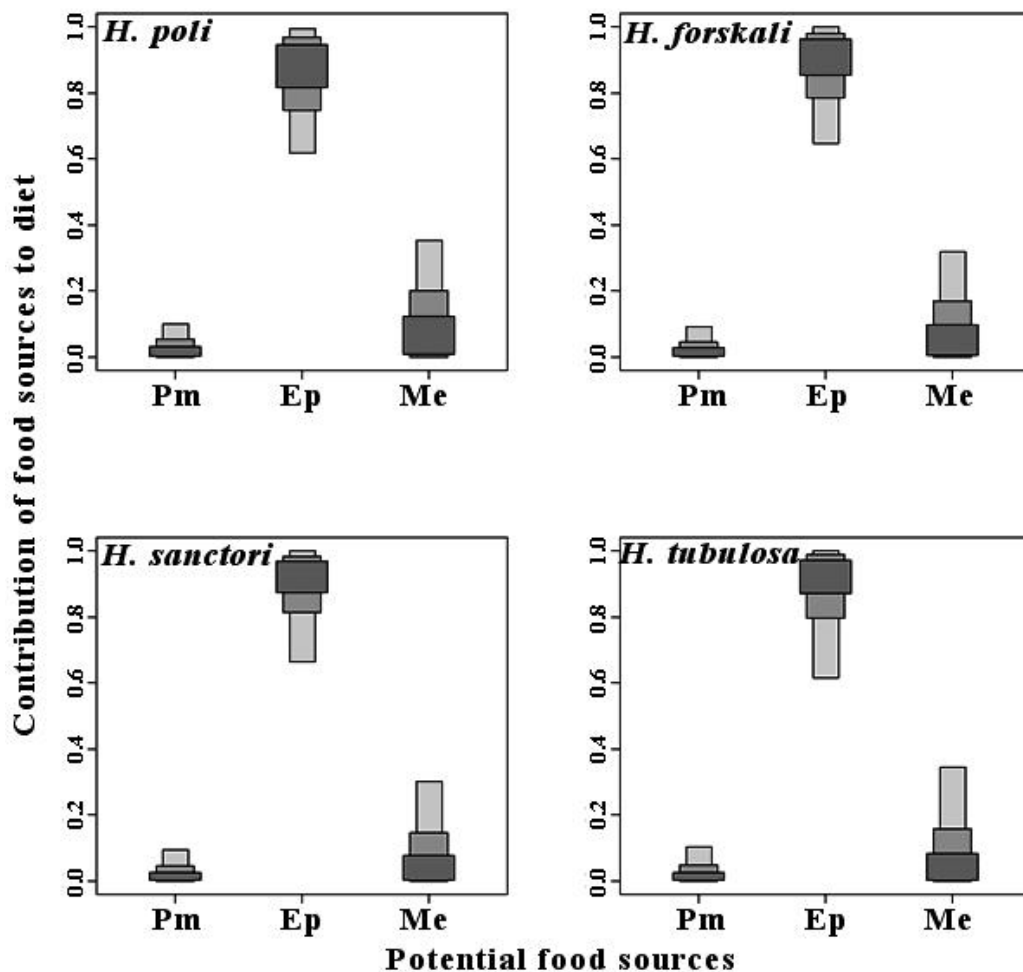 Contribution of food sources to diet
H. poli
1.0
0.8
0.6
0.4
0.2
0.0
Pm Ep Me
H. forskali
1.0
0.8
0.6
0.4
0.2
0.0
Pm Ep Me
H. sanctori
1.0
0.8
0.6
0.4
0.2
0.0
Pm Ep Me
H. tubulosa
1.0
0.8
0.6
0.4
0.2
0.0
Pm Ep Me
Potential food sources